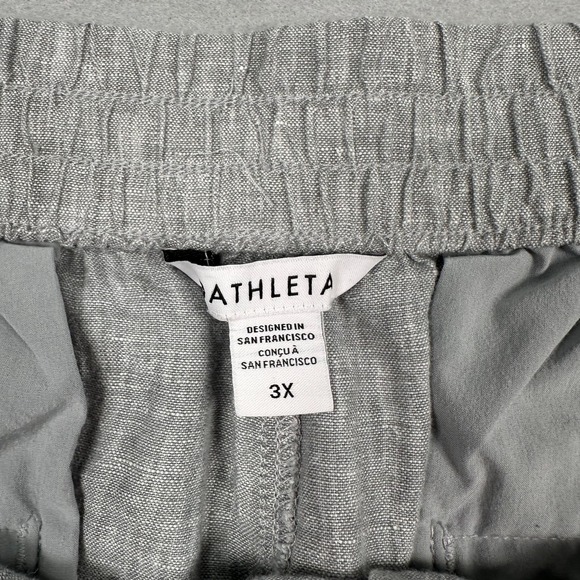 ATHLETA
DESIGNED IN
SAN FRANCISCO
CONÇU À
SAN FRANCISCO
3X